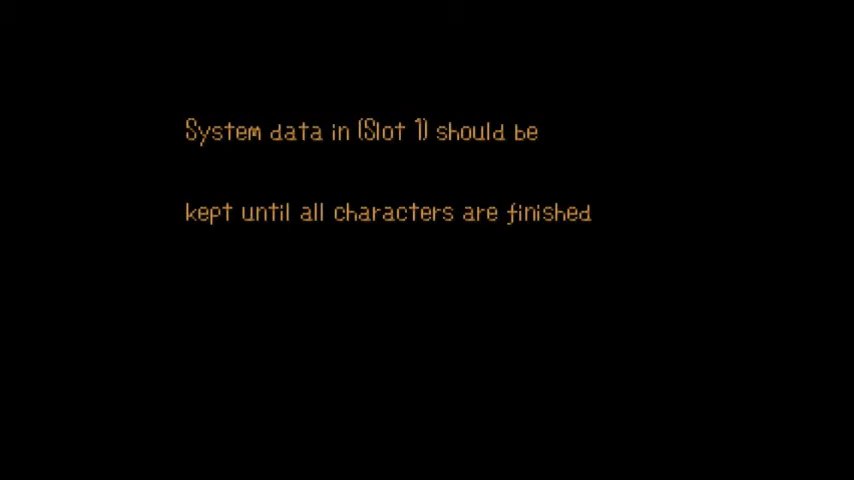 System data in (Slot 1) should be
kept until all characters are finished